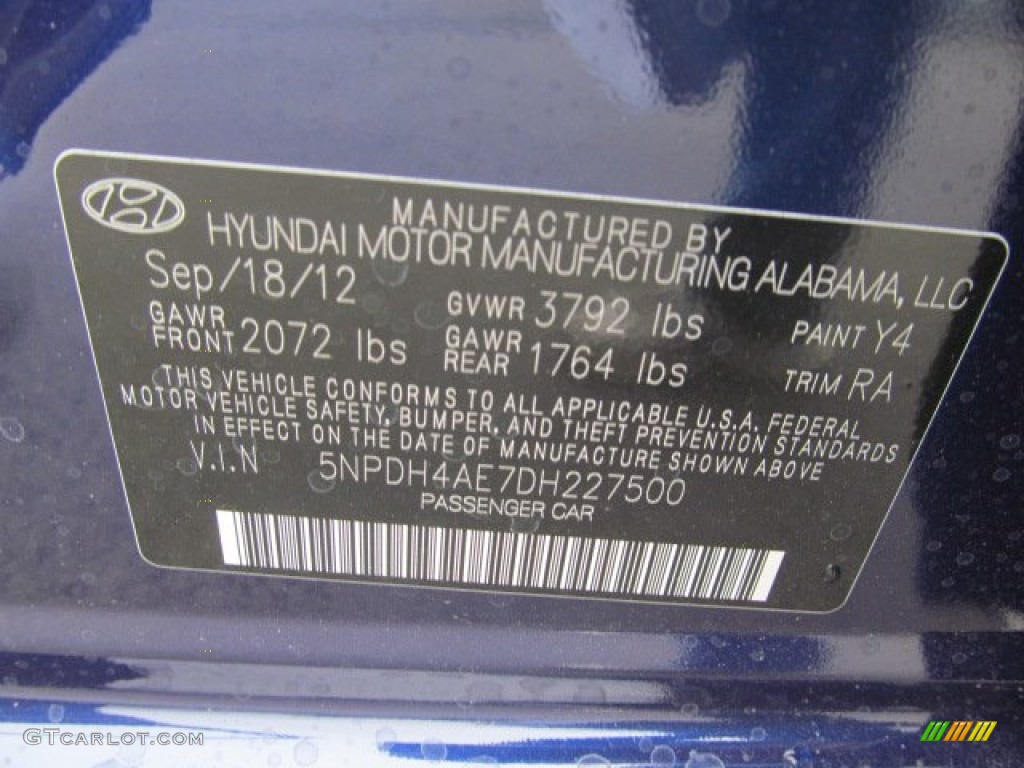 MANUFACTURED BY
HYUNDAI MOTOR MANUFACTURING ALABAMA, LLC
Sep/18/12
GVWR 3792 lbs
PAINT Y4
GAWR FRONT 2072 lbs
GAWR REAR 1764 lbs
TRIM RA
THIS VEHICLE CONFORMS TO ALL APPLICABLE U.S.A. FEDERAL
MOTOR VEHICLE SAFETY, BUMPER, AND THEFT PREVENTION STANDARDS
IN EFFECT ON THE DATE OF MANUFACTURE SHOWN ABOVE
V.I.N 5NPDH4AE7DH227500
PASSENGER CAR
GTCARLOT.COM